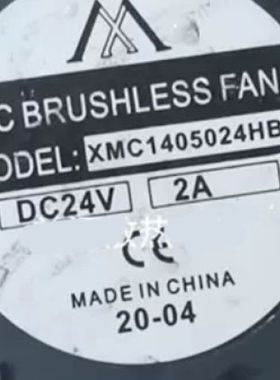 C BRUSHLESS FAN
ODEL: XMC1405024HB
DC24V 2A
CE
MADE IN CHINA
20-04